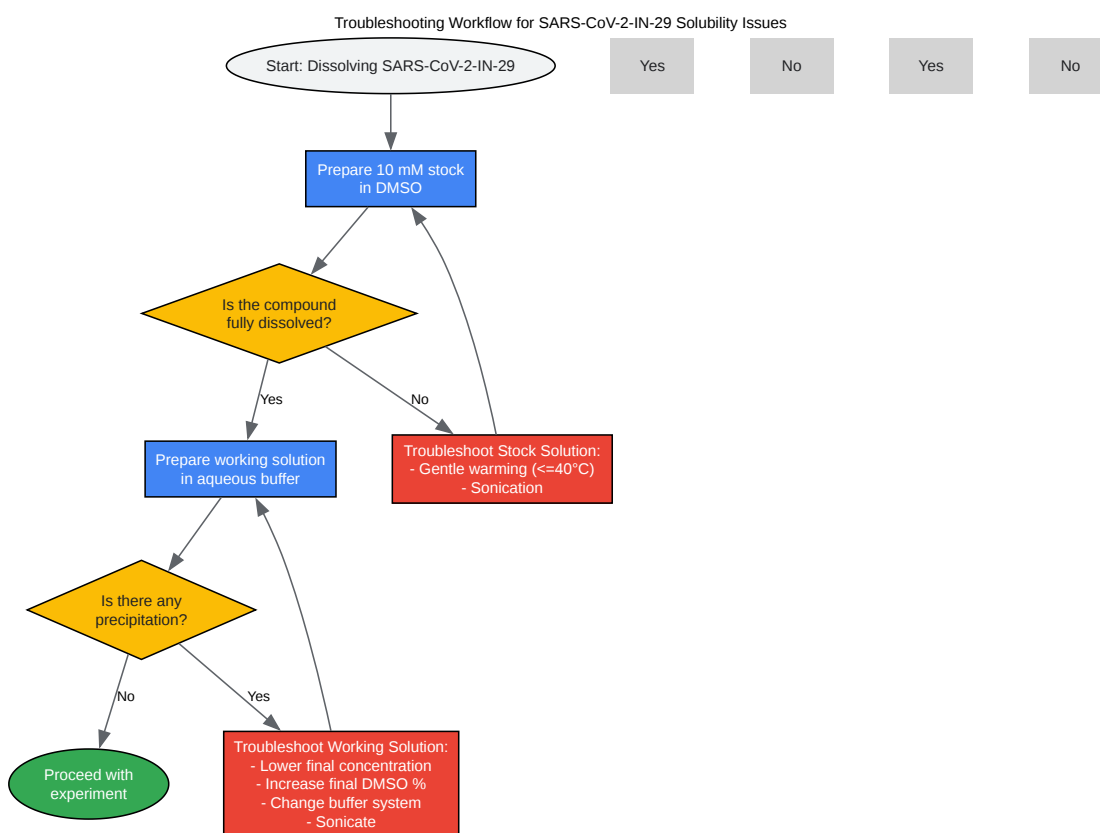 Troubleshooting Workflow for SARS-CoV-2-IN-29 Solubility Issues
Start: Dissolving SARS-CoV-2-IN-29
Yes
No
Yes
No
Prepare 10 mM stock
in DMSO
Is the compound
fully dissolved?
Yes
No
Prepare working solution
in aqueous buffer
Troubleshoot Stock Solution:
- Gentle warming (<=40°C)
- Sonication
Is there any
precipitation?
No
Yes
Proceed with
experiment
Troubleshoot Working Solution:
- Lower final concentration
- Increase final DMSO %
- Change buffer system
- Sonicate